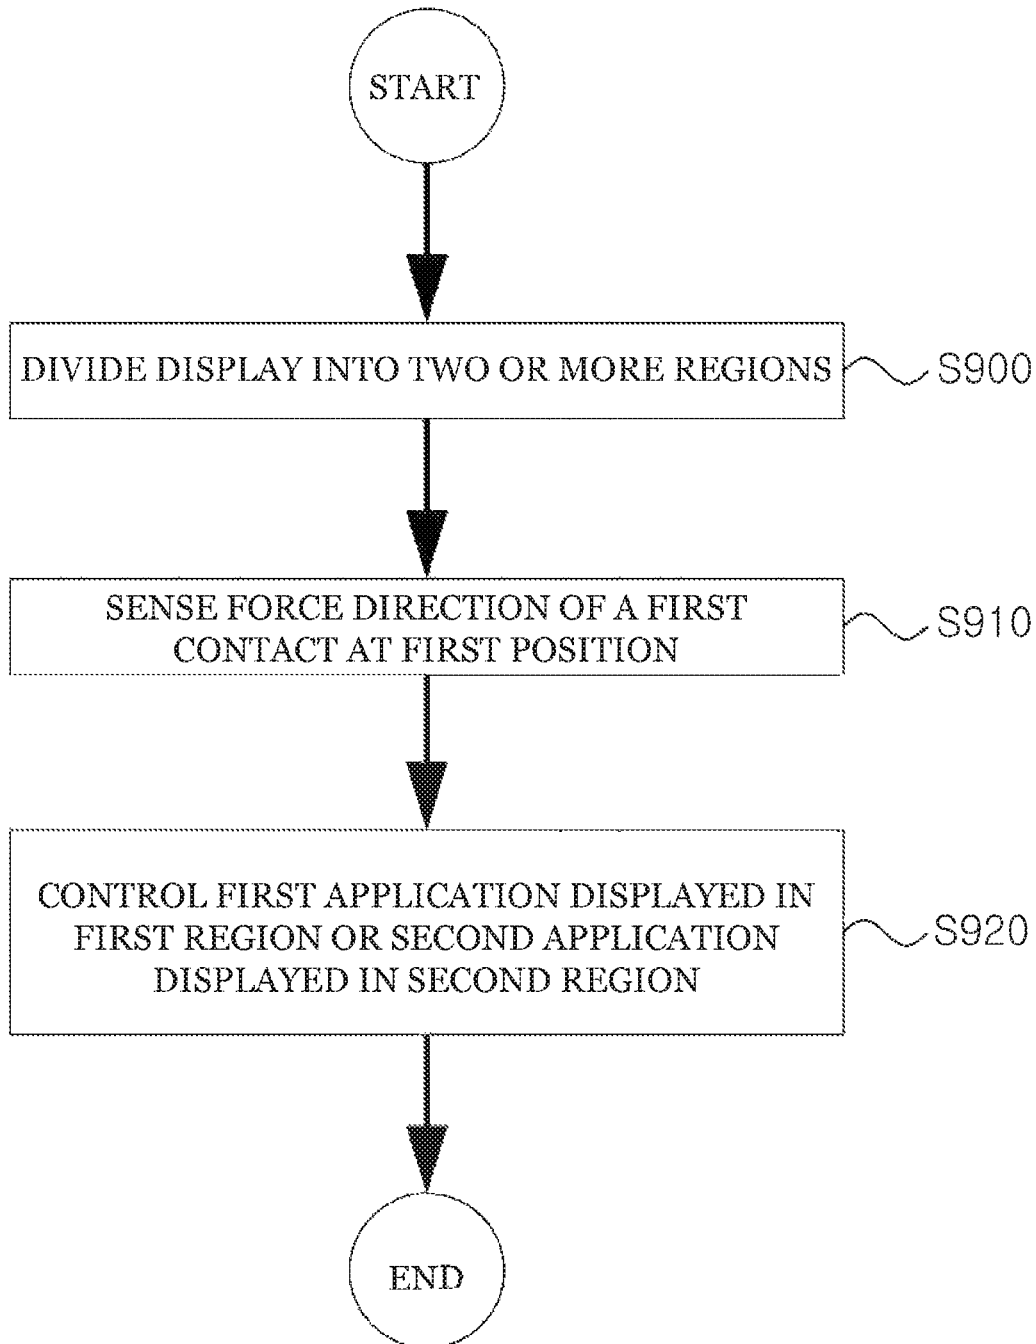 START
DIVIDE DISPLAY INTO TWO OR MORE REGIONS
S900
SENSE FORCE DIRECTION OF A FIRST
CONTACT AT FIRST POSITION
S910
CONTROL FIRST APPLICATION DISPLAYED IN
FIRST REGION OR SECOND APPLICATION
DISPLAYED IN SECOND REGION
S920
END